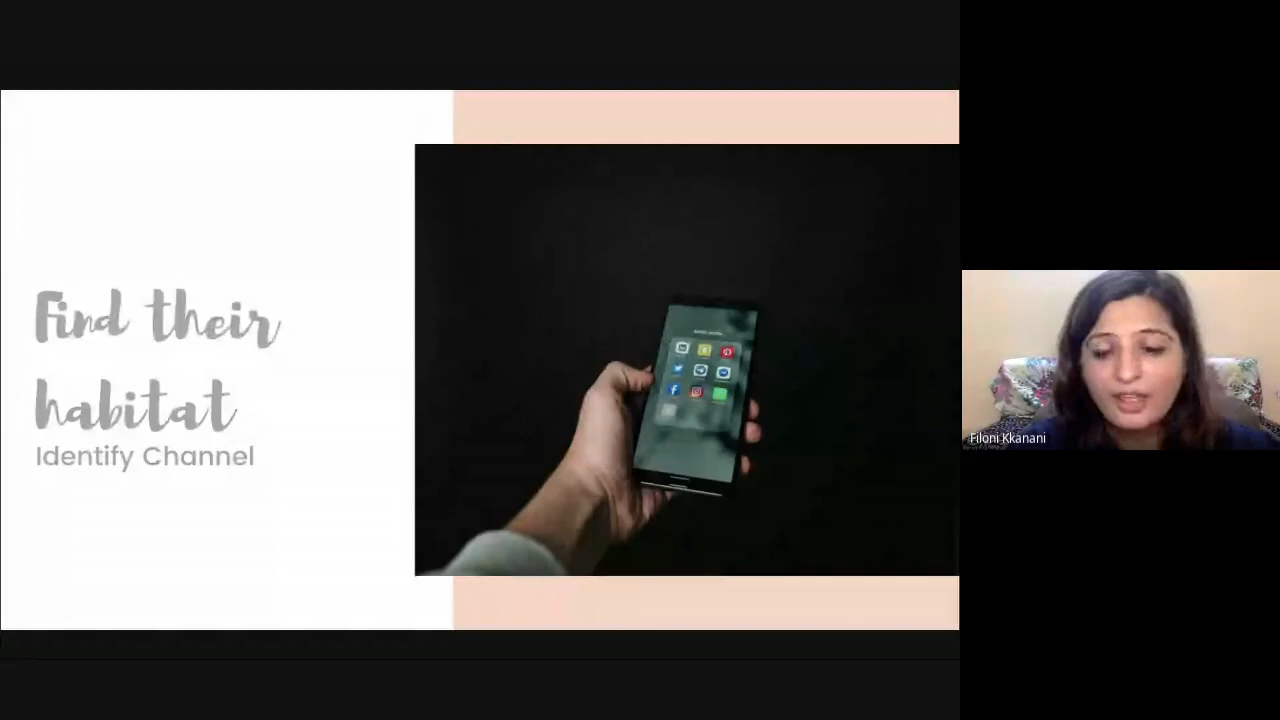 Find their
habitat
Identify Channel
Filoni Kkanani